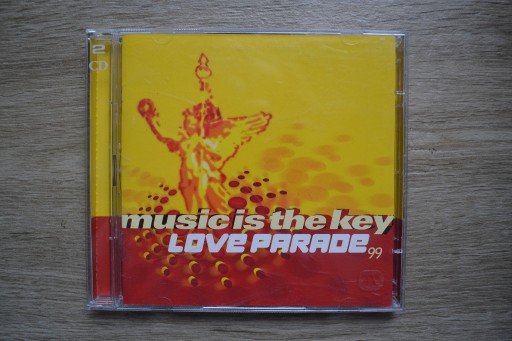 2
CD
music is the key
LOVE PARADE 99